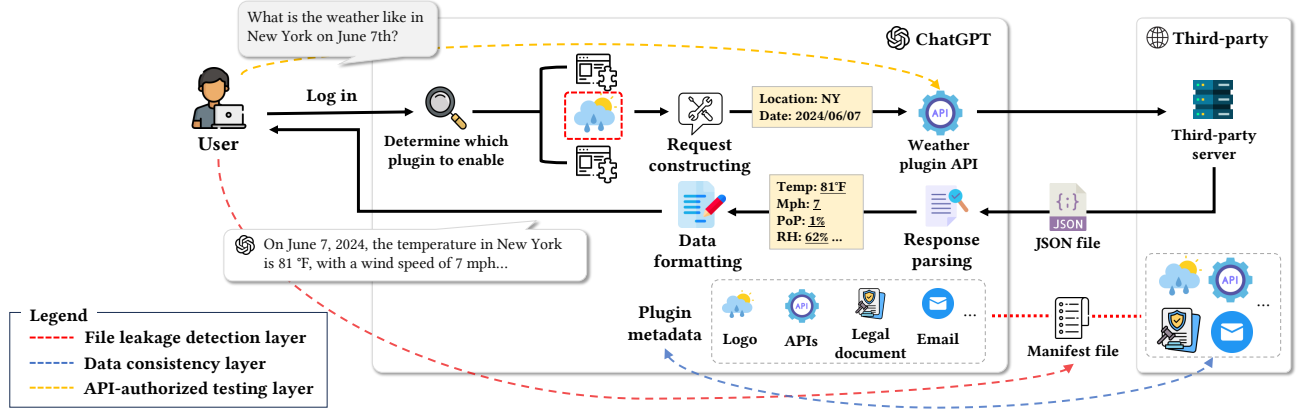 What is the weather like in
New York on June 7th?
ChatGPT
Third-party
Log in
User
Determine which
plugin to enable
Request
constructing
Location: NY
Date: 2024/06/07
API
Weather
plugin API
Third-party
server
Temp: 81°F
Mph: 7
PoP: 1%
RH: 62% ...
Data
formatting
Response
parsing
{;}
JSON
JSON file
On June 7, 2024, the temperature in New York
is 81 °F, with a wind speed of 7 mph...
Plugin
metadata
Logo
API
APIs
Legal
document
Email
...
Manifest file
API
...
Legend
File leakage detection layer
Data consistency layer
API-authorized testing layer